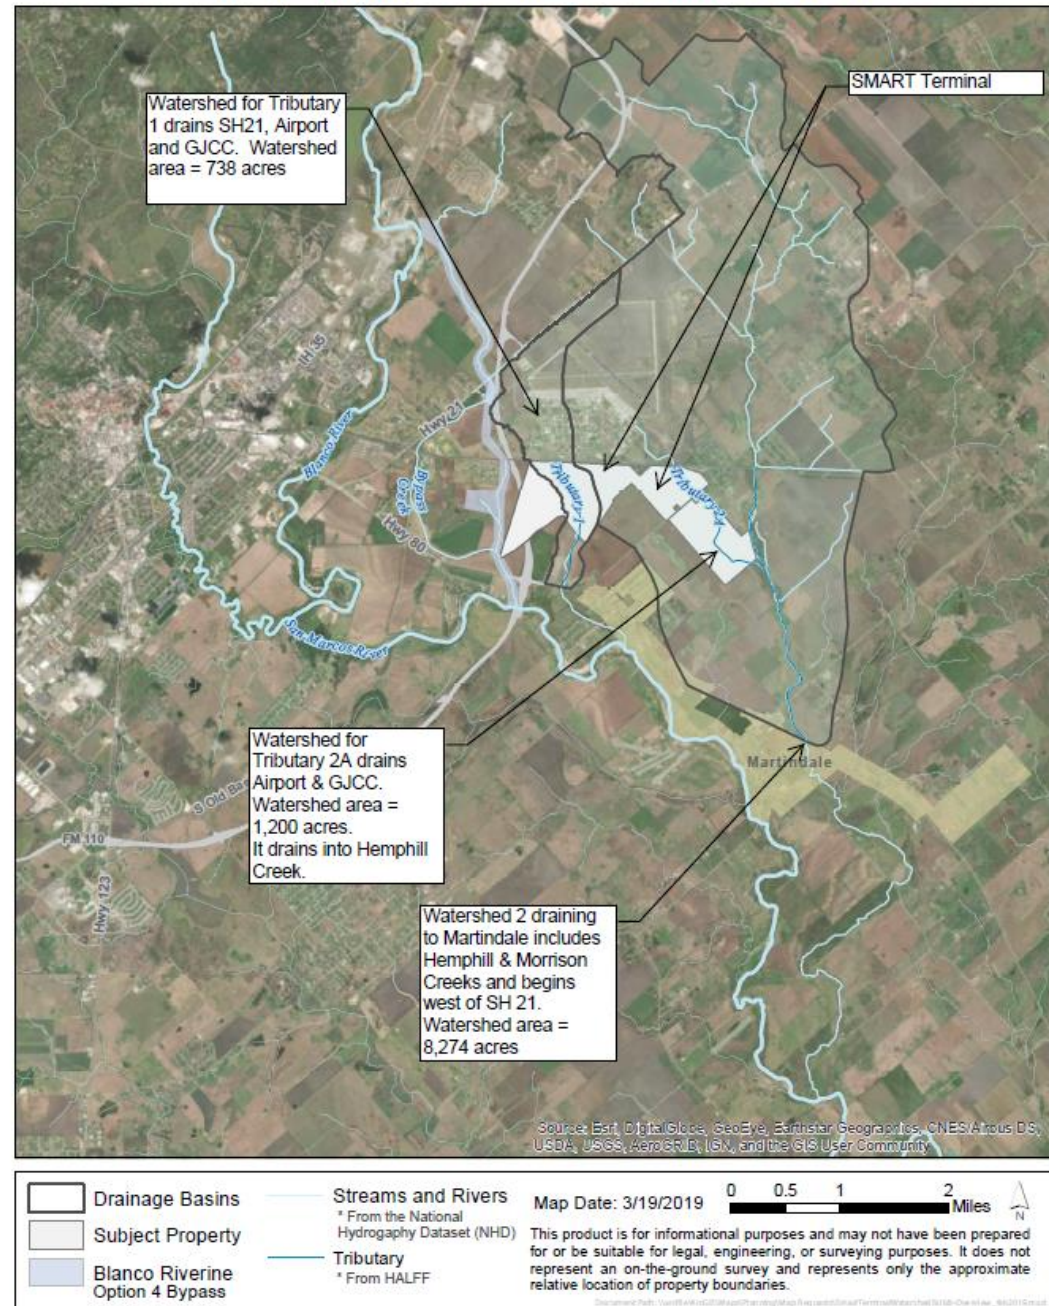 SMART Terminal
Watershed for Tributary
1 drains SH21, Airport
and GJCC. Watershed
area = 738 acres
IH 35
Hwy 21
Blanco River
Bypass
Creek
Hwy 80
Tributary 1
Tributary 2A
San Marcos River
Watershed for
Tributary 2A drains
Airport & GJCC.
Watershed area =
1,200 acres.
It drains into Hemphill
Creek.
Martindale
S Old Ba
FM 110
Hwy 123
Watershed 2 draining
to Martindale includes
Hemphill & Morrison
Creeks and begins
west of SH 21.
Watershed area =
8,274 acres
Source: Esri, DigitalGlobe, GeoEye, Earthstar Geographics, CNES/Airbus DS,
USDA, USGS, AeroGRID, IGN, and the GIS User Community
Drainage Basins
Subject Property
Blanco Riverine
Option 4 Bypass
Streams and Rivers
* From the National
Hydrogaphy Dataset (NHD)
Tributary
* From HALFF
Map Date: 3/19/2019
0 0.5 1 2
Miles
N
This product is for informational purposes and may not have been prepared
for or be suitable for legal, engineering, or surveying purposes. It does not
represent an on-the-ground survey and represents only the approximate
relative location of property boundaries.